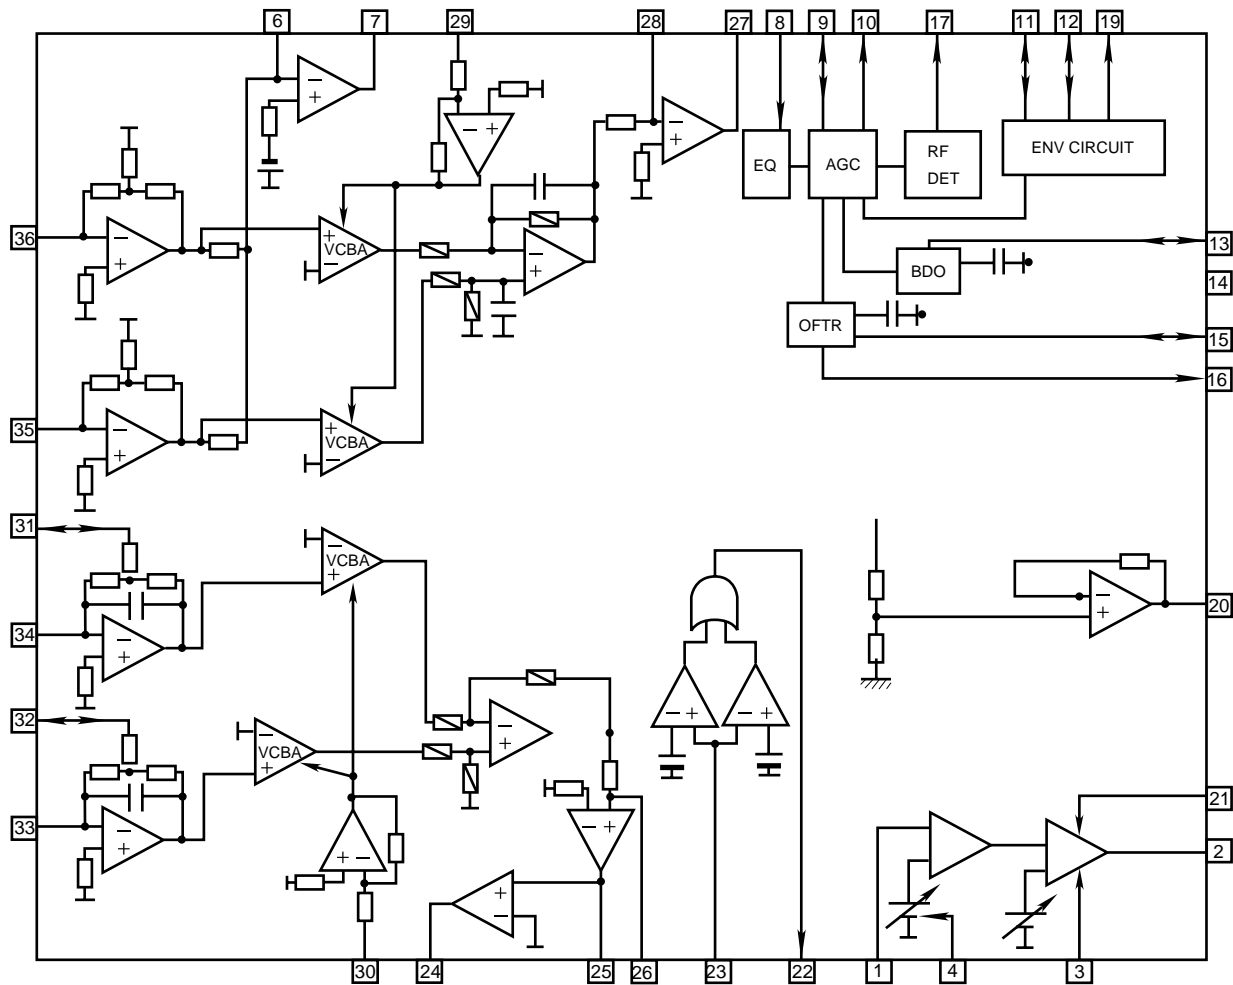 6 7 29 28 27 8 9 10 17 11 12 19
− +
− +
− +
EQ AGC RF DET ENV CIRCUIT
36
− +
+ VCBA −
− +
13
BDO
14
OFTR
15
16
35
− +
+ VCBA −
31
− VCBA +
34
− +
− +
20
32
− VCBA +
− +
− + + −
33
− +
+ −
− +
21
2
+ −
30 24 25 26 23 22 1 4 3